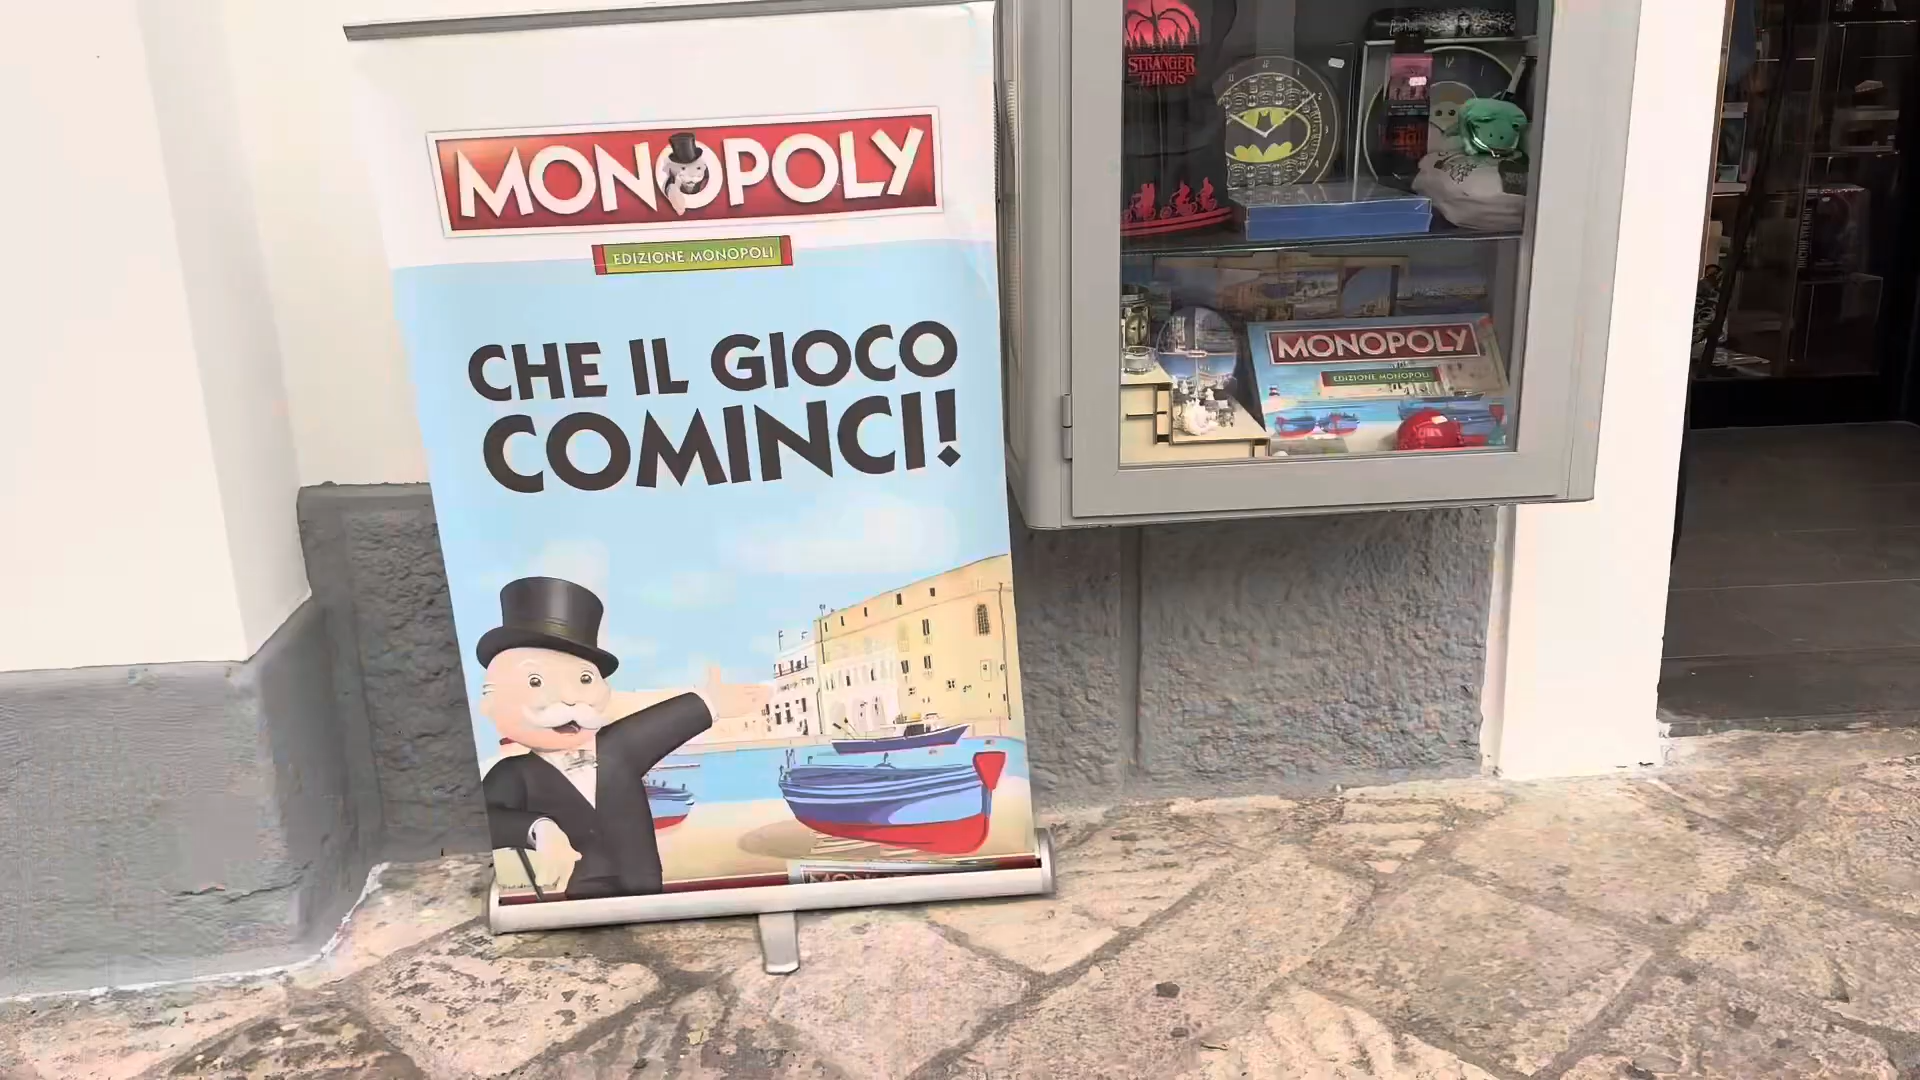 MONOPOLY
EDIZIONE MONOPOLI
CHE IL GIOCO
COMINCI!
STRANGER
THINGS
MONOPOLY
EDIZIONE MONOPOLI